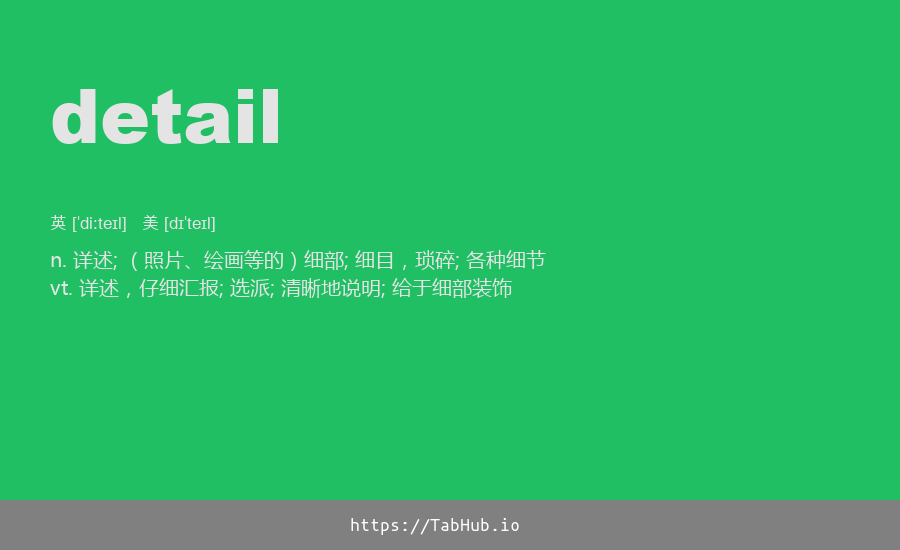 detail
英 [ˈdiːteɪl] 美 [dɪˈteɪl]
n. 详述; （照片、绘画等的）细部; 细目，琐碎; 各种细节
vt. 详述，仔细汇报; 选派; 清晰地说明; 给于细部装饰
https://TabHub.io